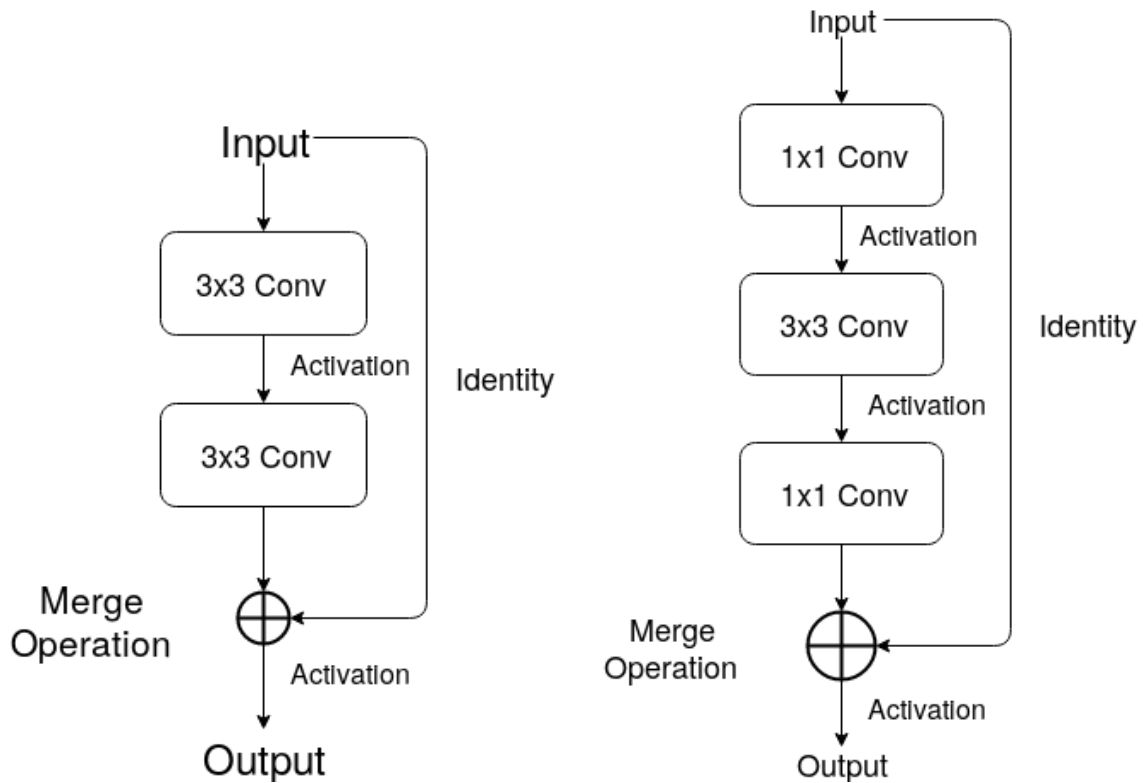 Input
3x3 Conv
Activation
Identity
3x3 Conv
Merge
Operation
Activation
Output
Input
1x1 Conv
Activation
3x3 Conv
Identity
Activation
1x1 Conv
Merge
Operation
Activation
Output